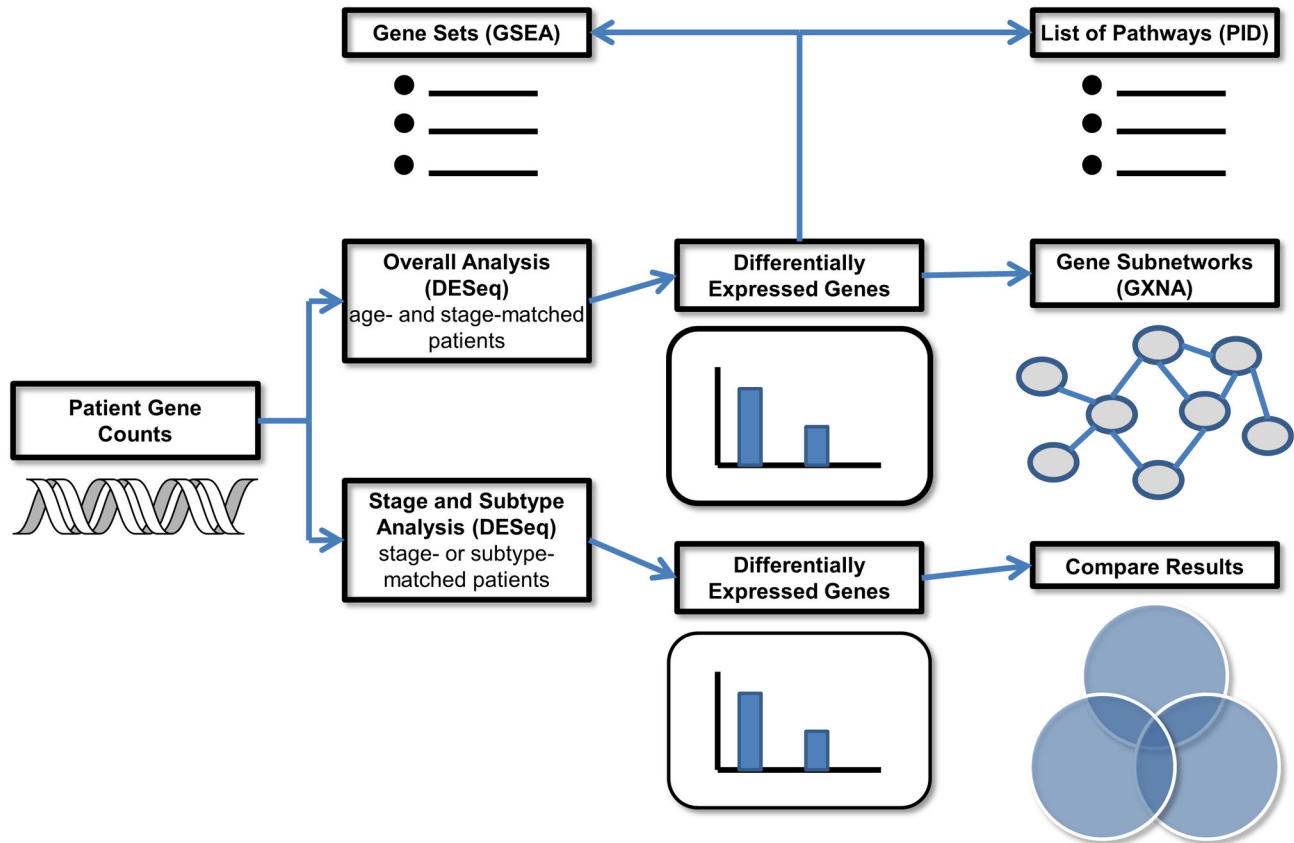 Gene Sets (GSEA)
List of Pathways (PID)
Overall Analysis
(DESeq)
age- and stage-matched
patients
Differentially
Expressed Genes
Gene Subnetworks
(GXNA)
Patient Gene
Counts
Stage and Subtype
Analysis (DESeq)
stage- or subtype-
matched patients
Differentially
Expressed Genes
Compare Results